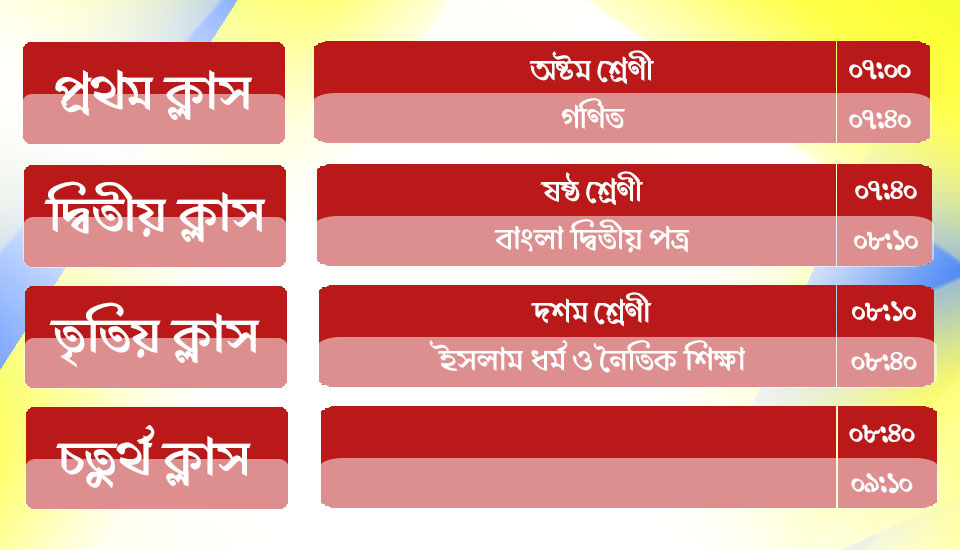 প্রথম ক্লাস
অষ্টম শ্রেণী ০৭:০০
গণিত ০৭:৪০
দ্বিতীয় ক্লাস
ষষ্ঠ শ্রেণী ০৭:৪০
বাংলা দ্বিতীয় পত্র ০৮:১০
তৃতিয় ক্লাস
দশম শ্রেণী ০৮:১০
ইসলাম ধর্ম ও নৈতিক শিক্ষা ০৮:৪০
চতুর্থ ক্লাস
০৮:৪০
০৯:১০